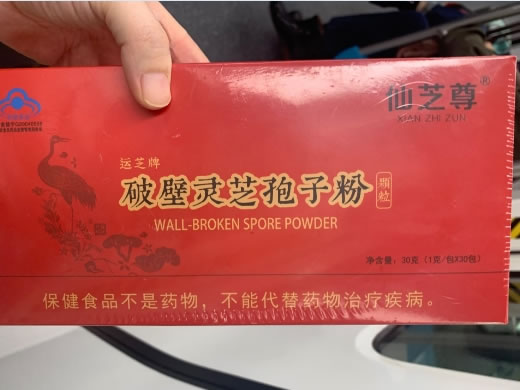 仙芝尊®
XIAN ZHI ZUN
运芝牌
破壁灵芝孢子粉 颗粒
WALL-BROKEN SPORE POWDER
净含量：30克（1克/包X30包）
保健食品不是药物，不能代替药物治疗疾病。